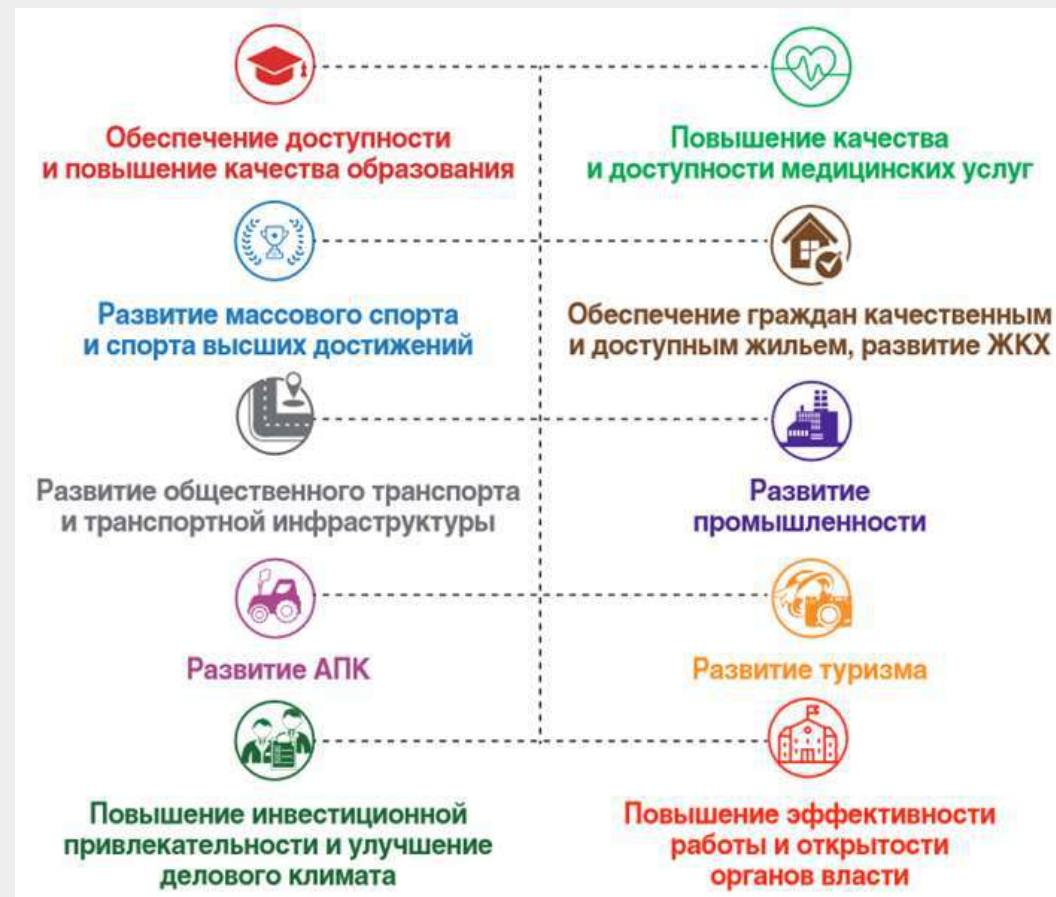 Обеспечение доступности
и повышение качества образования
Повышение качества
и доступности медицинских услуг
Развитие массового спорта
и спорта высших достижений
Обеспечение граждан качественным
и доступным жильем, развитие ЖКХ
Развитие общественного транспорта
и транспортной инфраструктуры
Развитие
промышленности
Развитие АПК
Развитие туризма
Повышение инвестиционной
привлекательности и улучшение
делового климата
Повышение эффективности
работы и открытости
органов власти